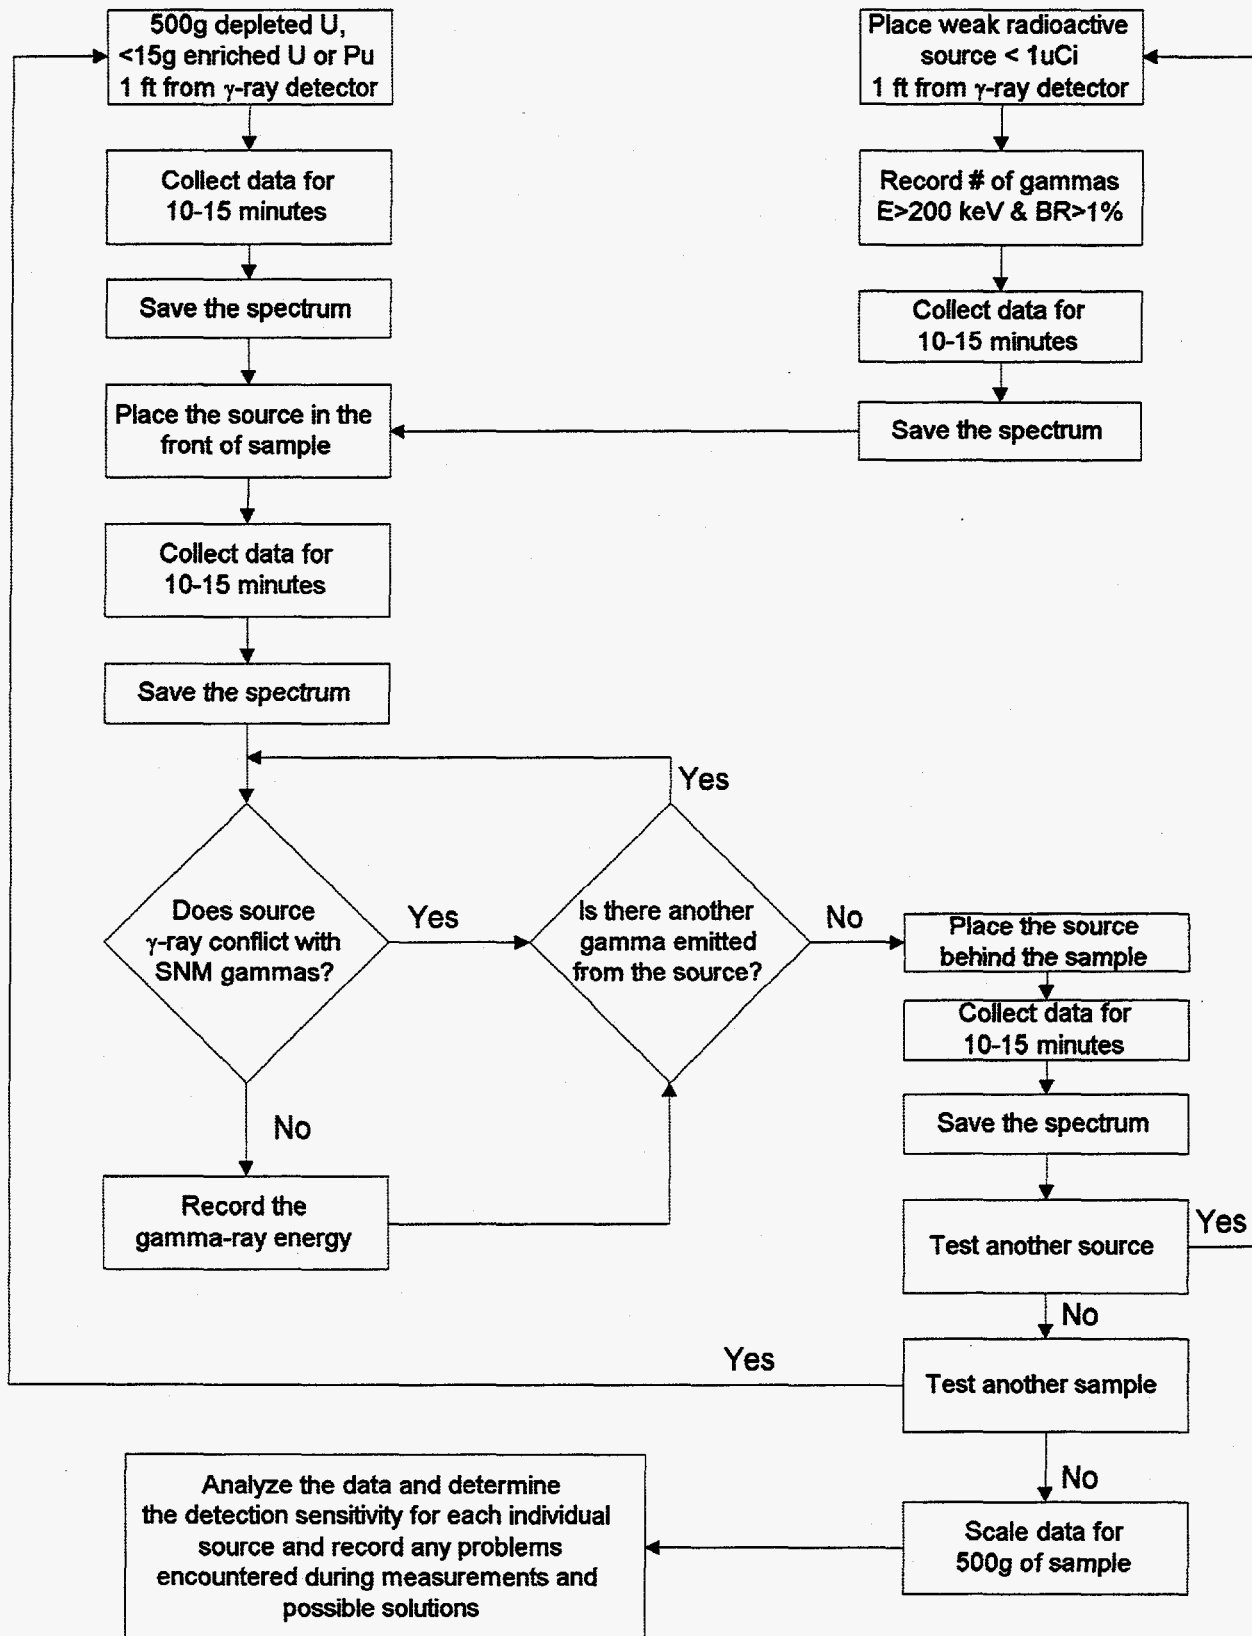 500g depleted U,
<15g enriched U or Pu
1 ft from γ-ray detector
Collect data for
10-15 minutes
Save the spectrum
Place the source in the
front of sample
Collect data for
10-15 minutes
Save the spectrum
Place weak radioactive
source < 1uCi
1 ft from γ-ray detector
Record # of gammas
E>200 keV & BR>1%
Collect data for
10-15 minutes
Save the spectrum
Does source
γ-ray conflict with
SNM gammas?
Yes
No
Record the
gamma-ray energy
Is there another
gamma emitted
from the source?
Yes
No
Place the source
behind the sample
Collect data for
10-15 minutes
Save the spectrum
Test another source
Yes
No
Test another sample
Yes
No
Scale data for
500g of sample
Analyze the data and determine
the detection sensitivity for each individual
source and record any problems
encountered during measurements and
possible solutions